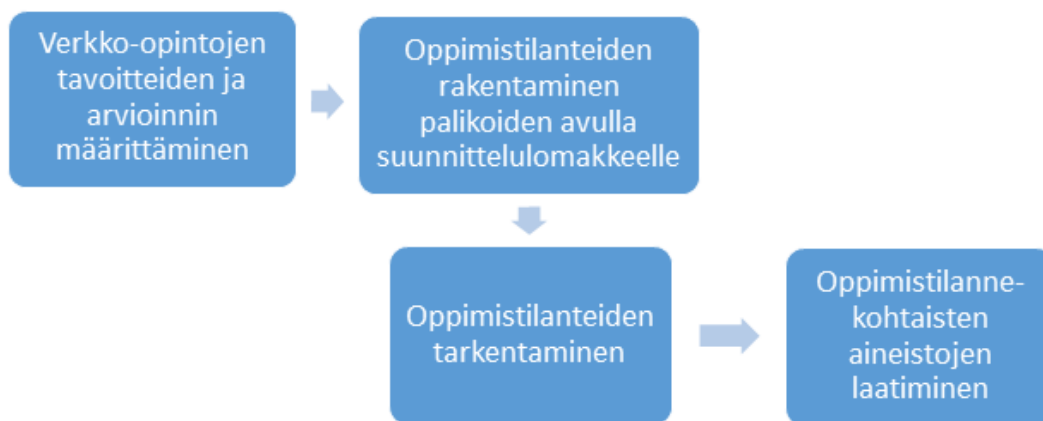 Verkko-opintojen
tavoitteiden ja
arvioinnin
määrittäminen
Oppimistilanteiden
rakentaminen
palikoiden avulla
suunnittelulomakkeelle
Oppimistilanteiden
tarkentaminen
Oppimistilanne-
kohtaisten
aineistojen
laatiminen